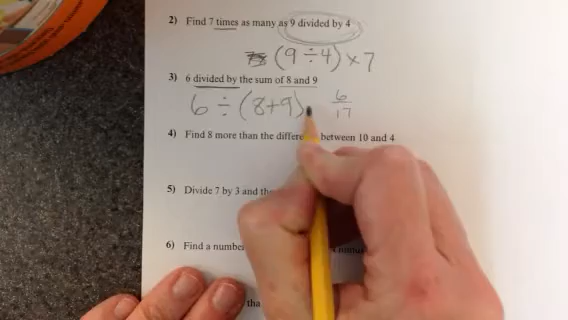 2) Find 7 times as many as 9 divided by 4
(9 ÷ 4) × 7
3) 6 divided by the sum of 8 and 9
6 ÷ (8+9) 6/17
4) Find 8 more than the difference between 10 and 4
5) Divide 7 by 3 and
6) Find a number